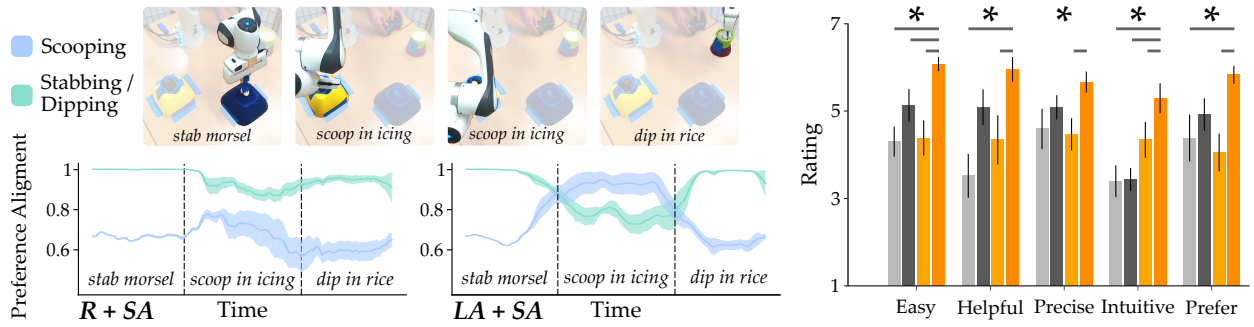 Scooping
Stabbing /
Dipping
stab morsel
scoop in icing
scoop in icing
dip in rice
Preference Alignment
1
0.8
0.6
stab morsel
scoop in icing
dip in rice
R + SA
Time
1
0.8
0.6
stab morsel
scoop in icing
dip in rice
LA + SA
Time
Rating
7
5
3
1
*
*
*
*
*
Easy
Helpful
Precise
Intuitive
Prefer